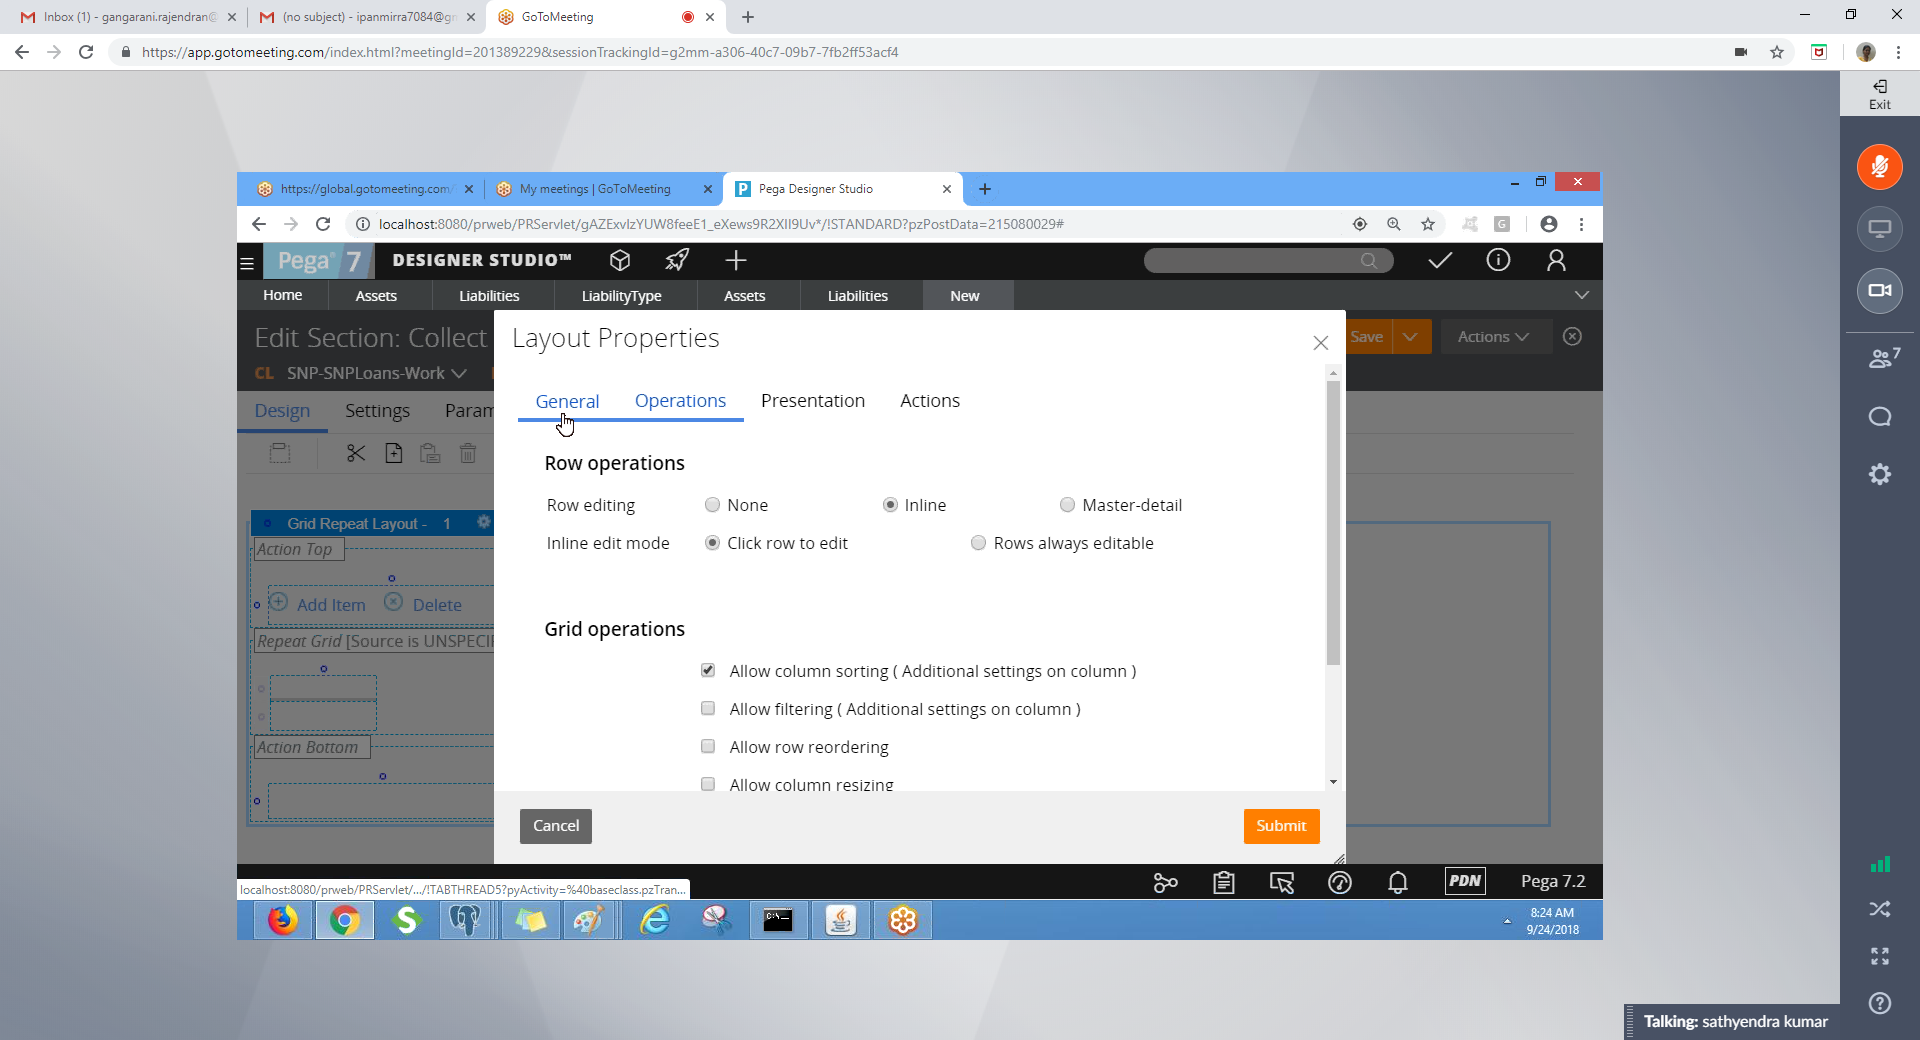 Inbox (1) - gangarani.rajendran@
(no subject) - ipanmirra7084@g
GoToMeeting
https://app.gotomeeting.com/index.html?meetingId=201389229&sessionTrackingId=g2mm-a306-40c7-09b7-7fb2ff53acf4
Exit
https://global.gotomeeting.com/
My meetings | GoToMeeting
Pega Designer Studio
localhost:8080/prweb/PRServlet/gAZExvlzYUW8feeE1_eXews9R2XII9Uv*/!STANDARD?pzPostData=215080029#
Pega 7 DESIGNER STUDIO™
Home Assets Liabilities LiabilityType Assets Liabilities New
Edit Section: Collect
Layout Properties
Save Actions
CL SNP-SNPLoans-Work
7
Design Settings Param
General Operations Presentation Actions
Row operations
Row editing None Inline Master-detail
Grid Repeat Layout - 1
Inline edit mode Click row to edit Rows always editable
Action Top
Add Item Delete
Grid operations
Repeat Grid [Source is UNSPECI
Allow column sorting ( Additional settings on column )
Allow filtering ( Additional settings on column )
Action Bottom
Allow row reordering
Allow column resizing
Cancel Submit
localhost:8080/prweb/PRServlet/.../!TABTHREAD5?pyActivity=%40baseclass.pzTran...
PDN Pega 7.2
8:24 AM
9/24/2018
Talking: sathyendra kumar